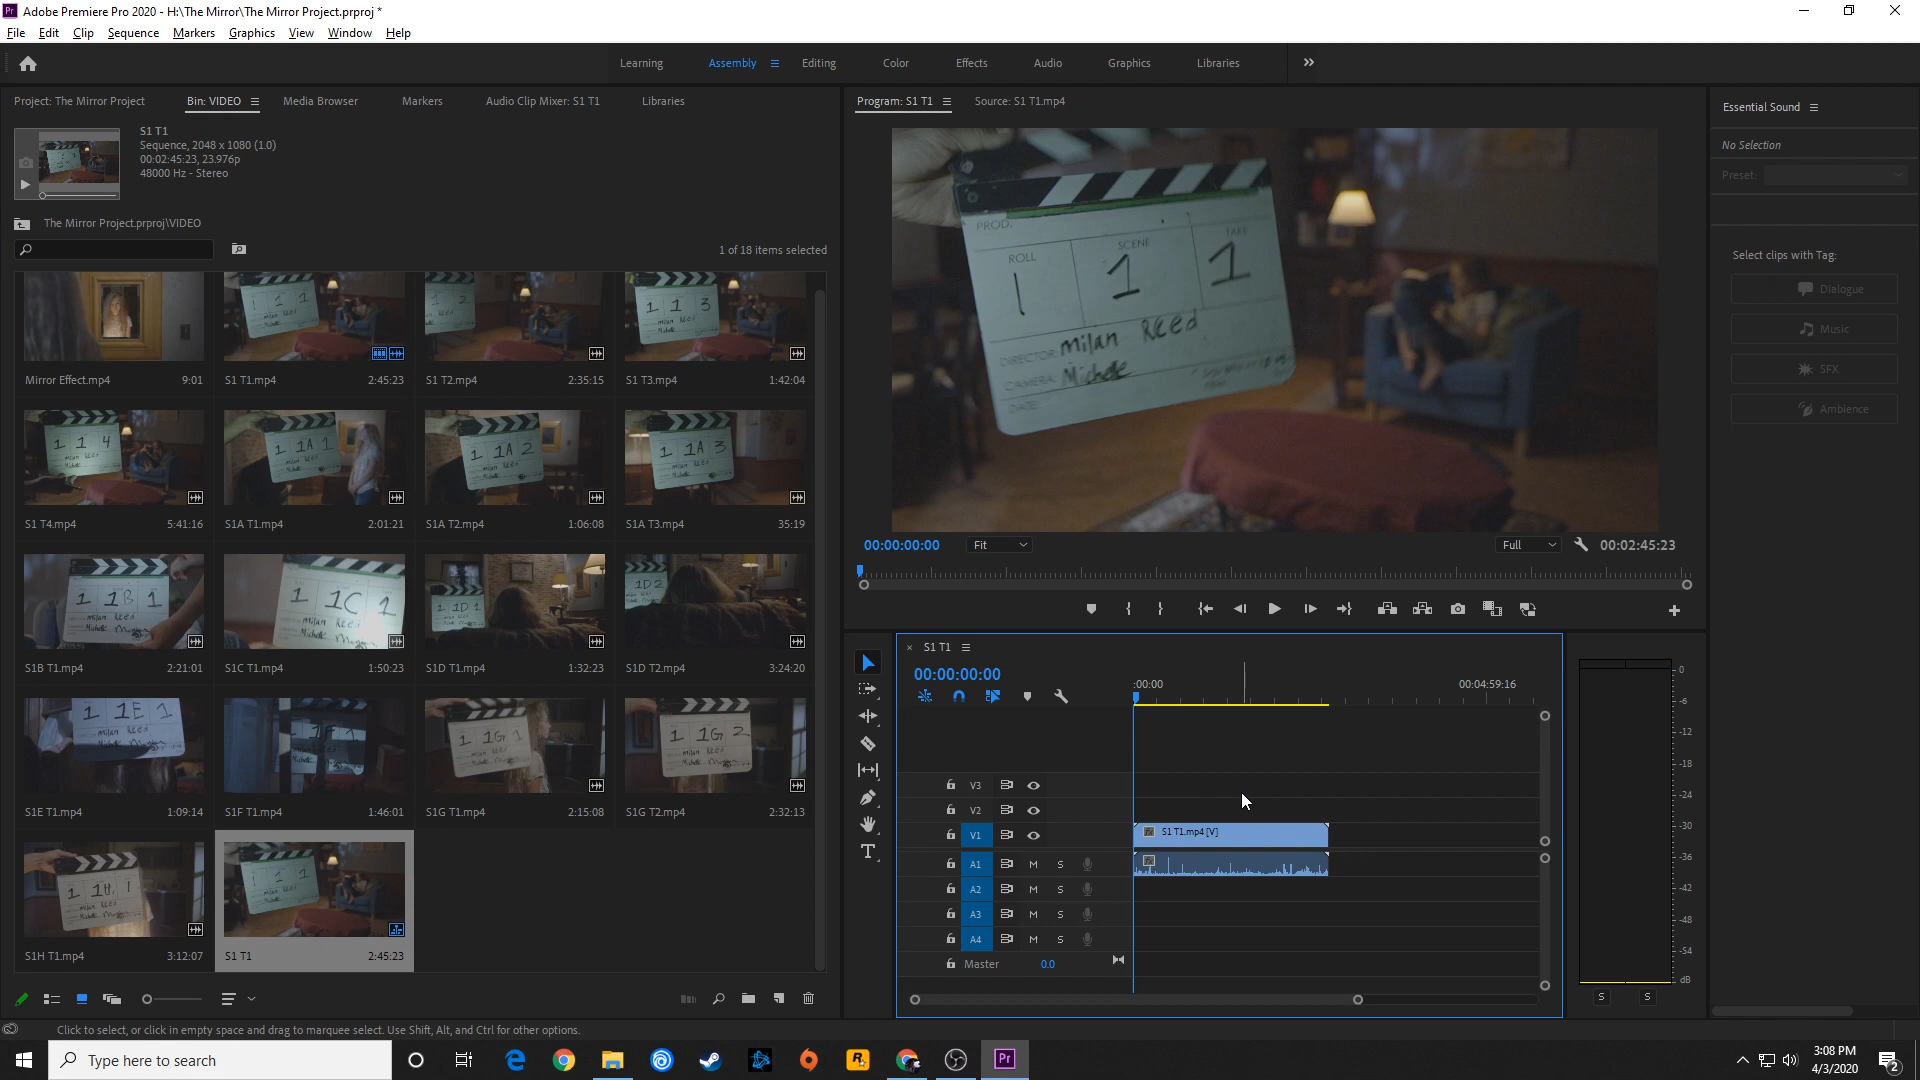 Adobe Premiere Pro 2020 - H:\The Mirror\The Mirror Project.prproj *
File Edit Clip Sequence Markers Graphics View Window Help
Learning Assembly Editing Color Effects Audio Graphics Libraries
Project: The Mirror Project Bin: VIDEO Media Browser Markers Audio Clip Mixer: S1 T1 Libraries
S1 T1
Sequence, 2048 x 1080 (1.0)
00:02:45:23, 23.976p
48000 Hz - Stereo
The Mirror Project.prproj\VIDEO
1 of 18 items selected
Mirror Effect.mp4 9:01 S1 T1.mp4 2:45:23 S1 T2.mp4 2:35:15 S1 T3.mp4 1:42:04
S1 T4.mp4 5:41:16 S1A T1.mp4 2:01:21 S1A T2.mp4 1:06:08 S1A T3.mp4 35:19
S1B T1.mp4 2:21:01 S1C T1.mp4 1:50:23 S1D T1.mp4 1:32:23 S1D T2.mp4 3:24:20
S1E T1.mp4 1:09:14 S1F T1.mp4 1:46:01 S1G T1.mp4 2:15:08 S1G T2.mp4 2:32:13
S1H T1.mp4 3:12:07 S1 T1 2:45:23
Program: S1 T1 Source: S1 T1.mp4
PROD.
ROLL SCENE TAKE
1 1 1
DIRECTOR: Milan Reed
CAMERA: Michelle
DATE:
00:00:00:00 Fit Full 00:02:45:23
S1 T1
00:00:00:00
:00:00 00:04:59:16
V3
V2
V1 S1 T1.mp4 [V]
A1 M S
A2 M S
A3 M S
A4 M S
Master 0.0
0
-6
-12
-18
-24
-30
-36
-42
-48
-54
dB
S S
Essential Sound
No Selection
Preset:
Select clips with Tag:
Dialogue
Music
SFX
Ambience
Click to select, or click in empty space and drag to marquee select. Use Shift, Alt, and Ctrl for other options.
Type here to search
Pr
3:08 PM
4/3/2020
2